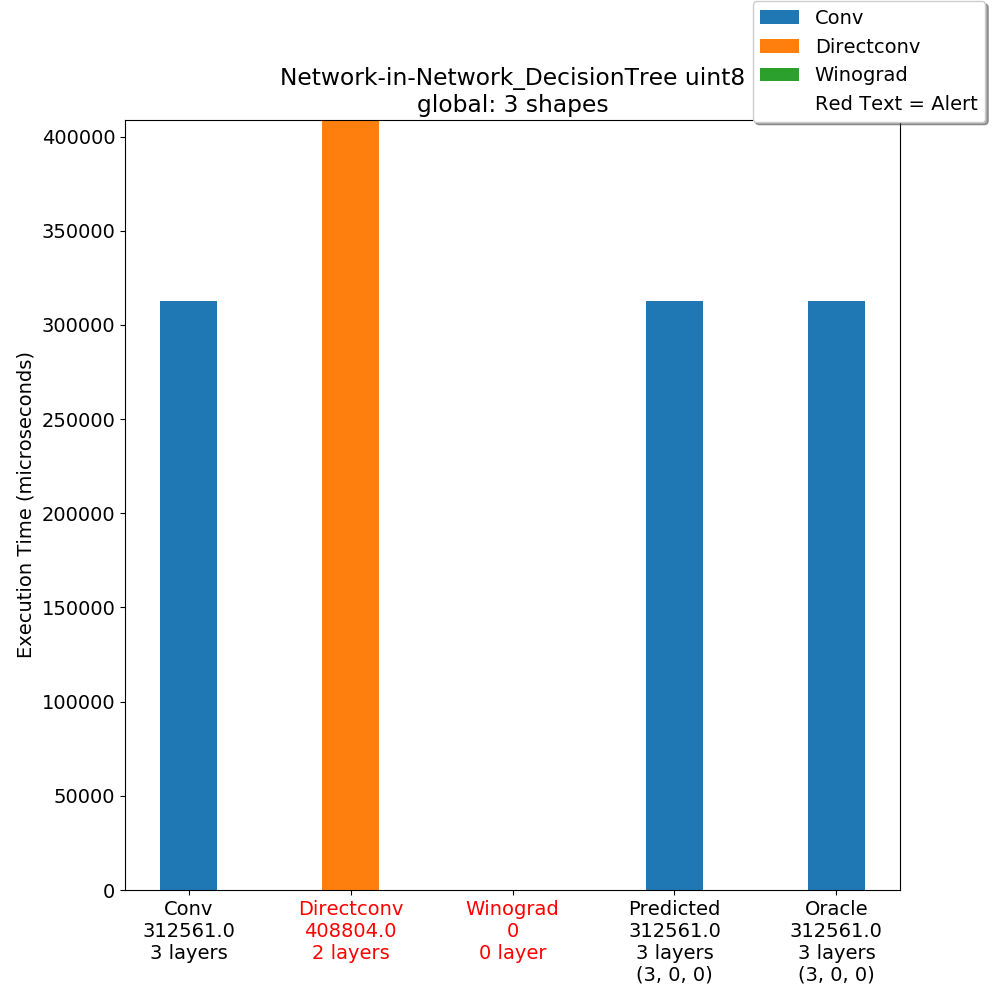 Conv
Directconv
Winograd
Red Text = Alert
Network-in-Network_DecisionTree uint8
global: 3 shapes
Execution Time (microseconds)
400000
350000
300000
250000
200000
150000
100000
50000
0
Conv
312561.0
3 layers
Directconv
408804.0
2 layers
Winograd
0
0 layer
Predicted
312561.0
3 layers
(3, 0, 0)
Oracle
312561.0
3 layers
(3, 0, 0)